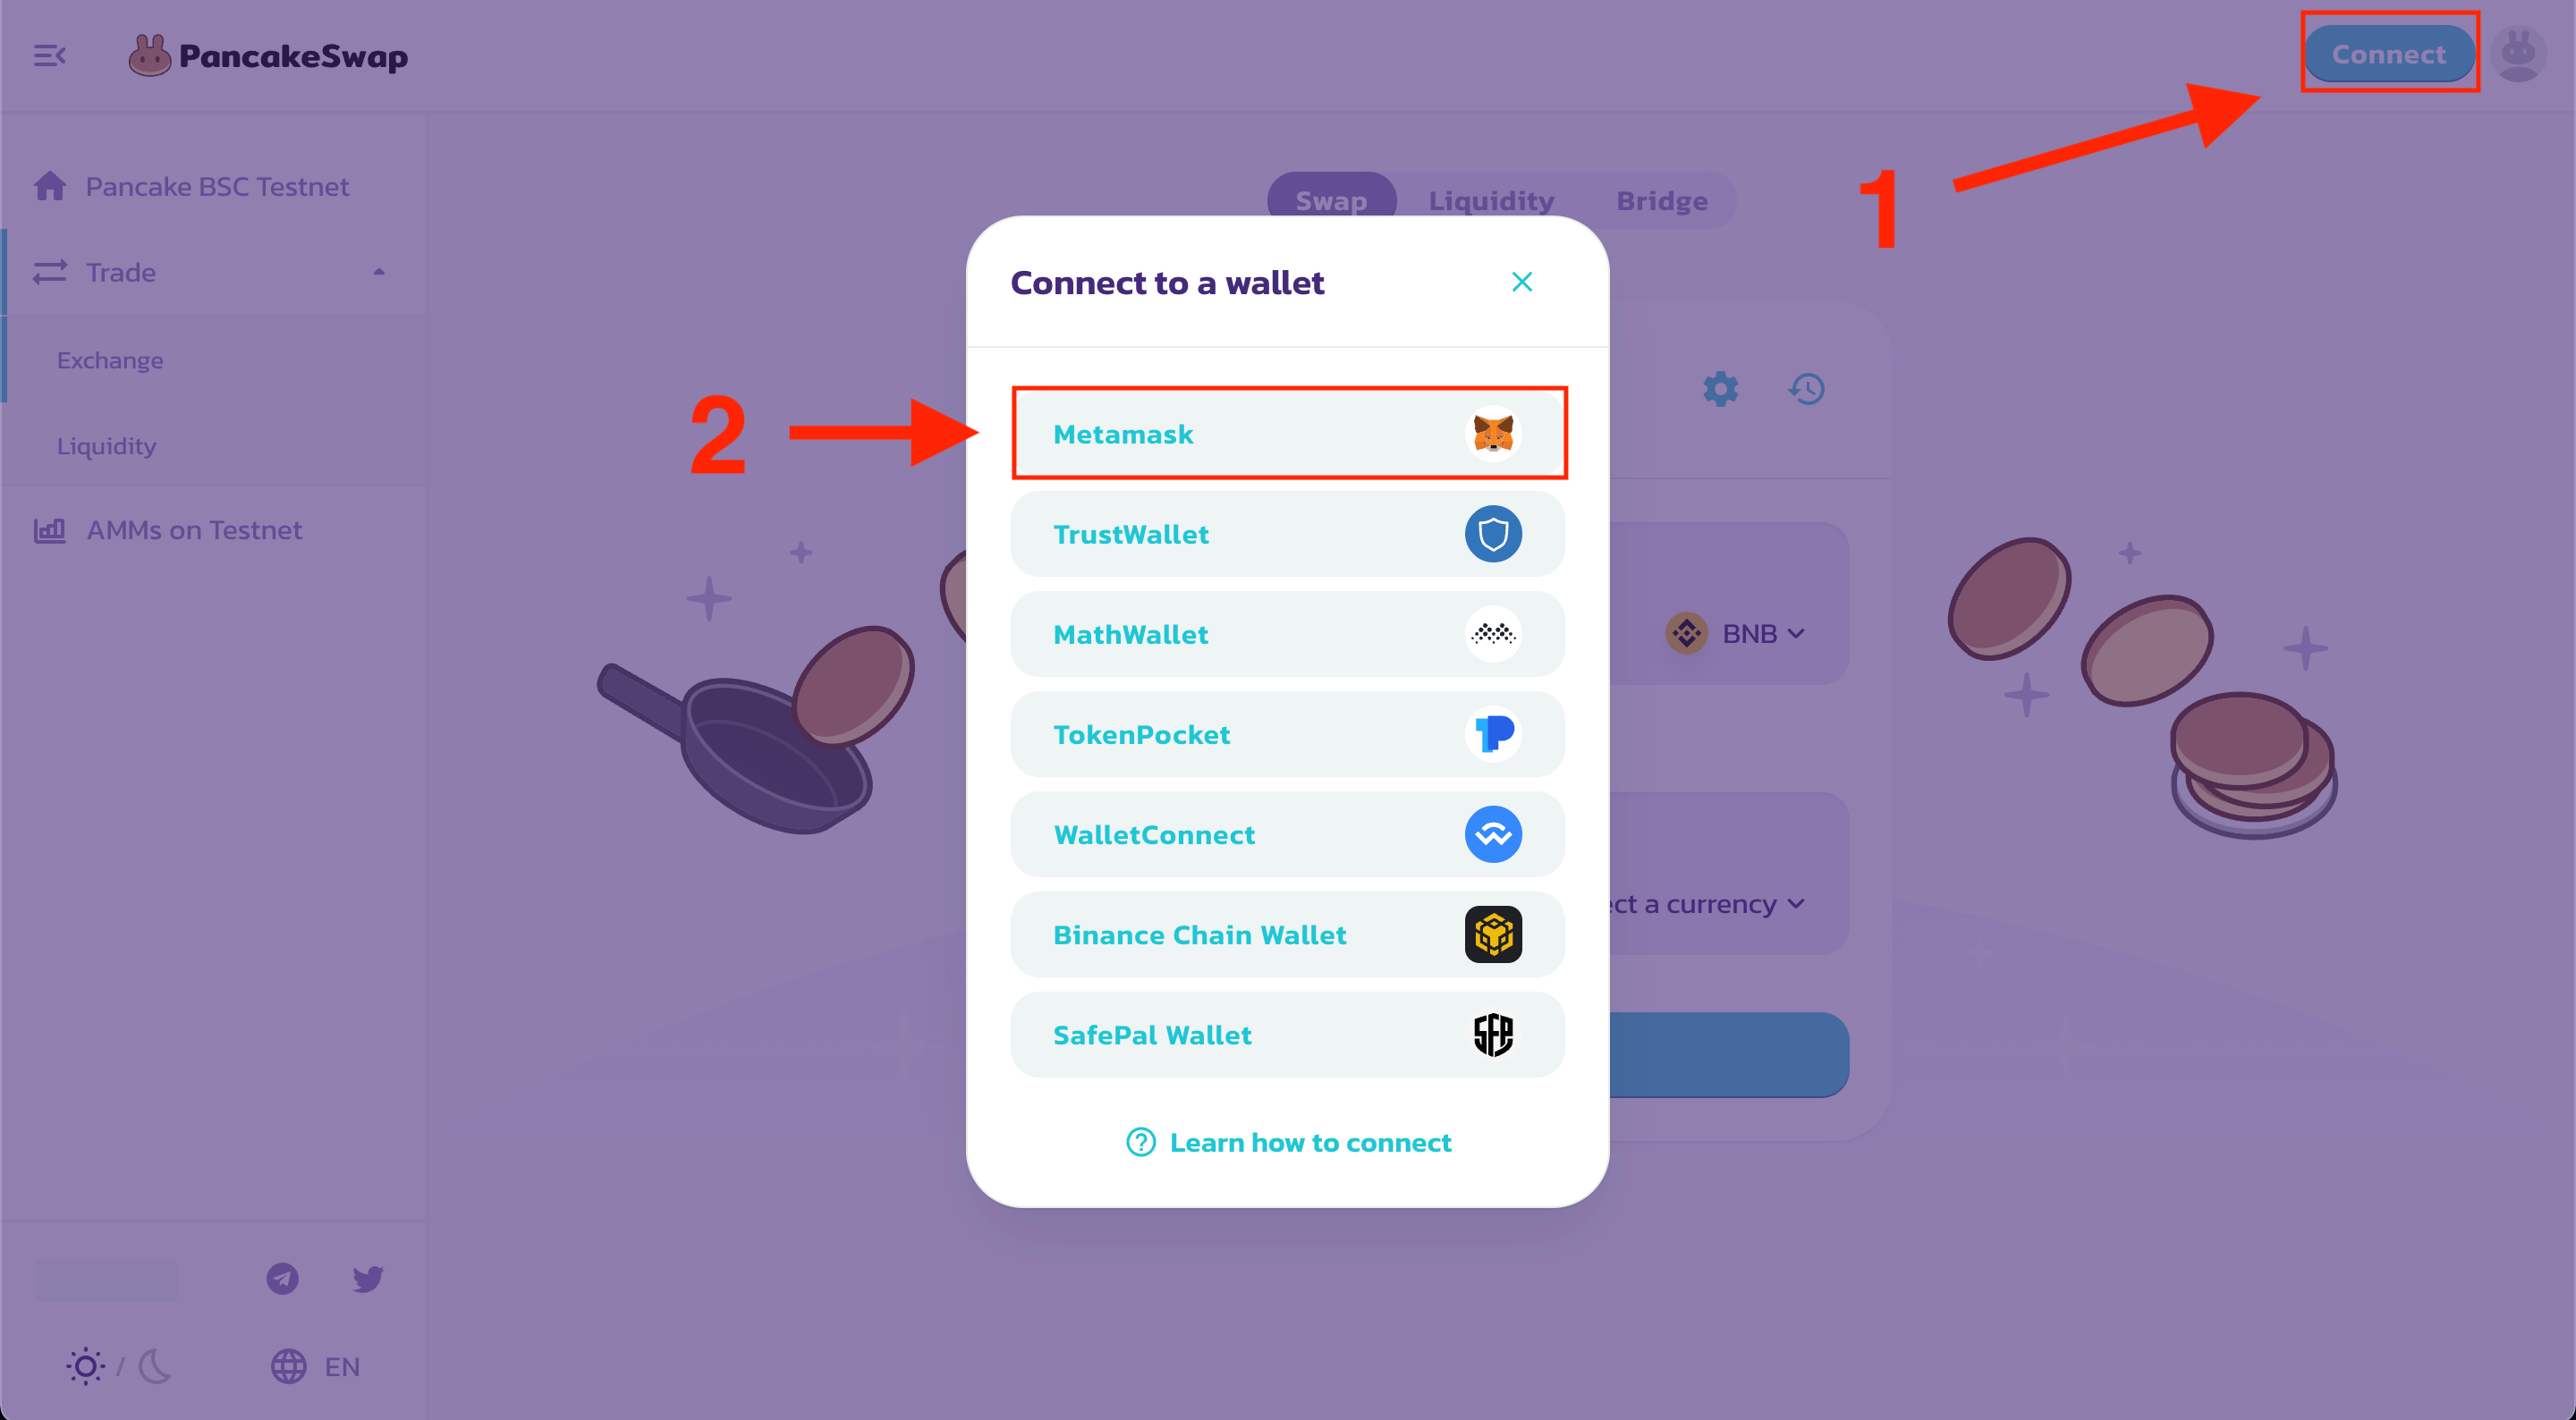 PancakeSwap
Connect
1
Pancake BSC Testnet
Trade
Exchange
Liquidity
AMMs on Testnet
Swap
Liquidity
Bridge
Connect to a wallet
2
Metamask
TrustWallet
MathWallet
TokenPocket
WalletConnect
Binance Chain Wallet
SafePal Wallet
Learn how to connect
BNB
a currency
EN